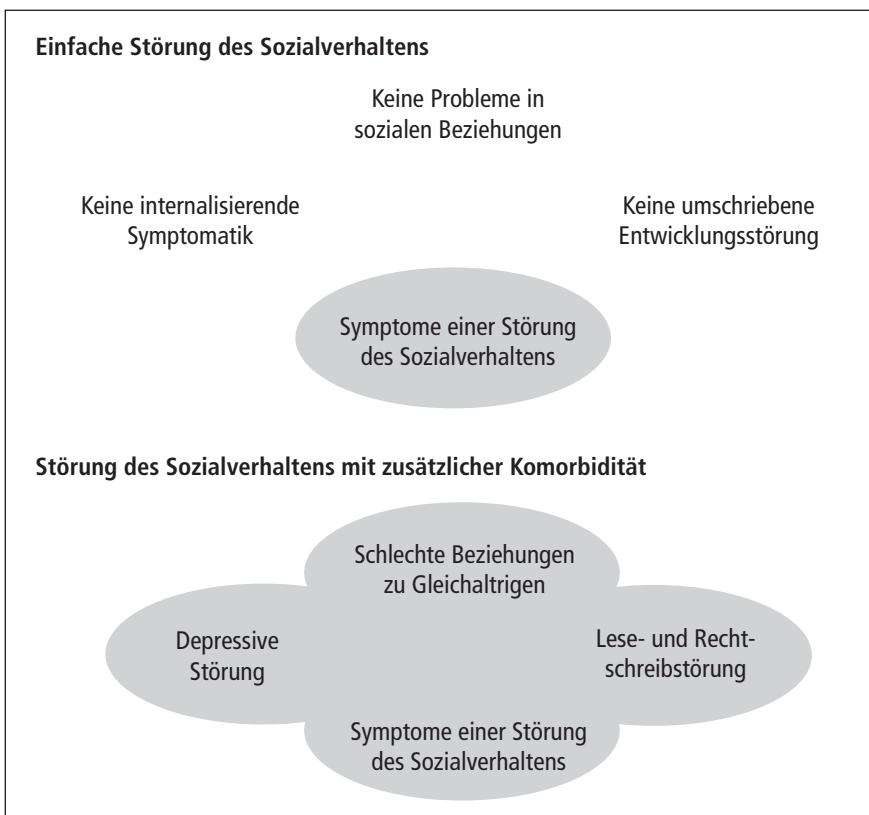 Einfache Störung des Sozialverhaltens
Keine Probleme in
sozialen Beziehungen
Keine internalisierende
Symptomatik
Keine umschriebene
Entwicklungsstörung
Symptome einer Störung
des Sozialverhaltens
Störung des Sozialverhaltens mit zusätzlicher Komorbidität
Schlechte Beziehungen
zu Gleichaltrigen
Depressive
Störung
Lese- und Recht-
schreibstörung
Symptome einer Störung
des Sozialverhaltens